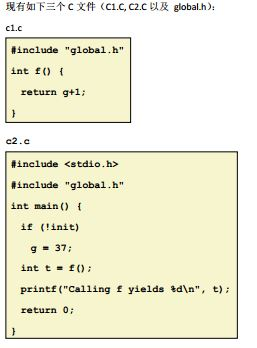 现有如下三个 C 文件（C1.C, C2.C 以及 global.h）：
c1.c
#include "global.h"
int f() {
return g+1;
}
c2.c
#include <stdio.h>
#include "global.h"
int main() {
if (!init)
g = 37;
int t = f();
printf("Calling f yields %d\n", t);
return 0;
}